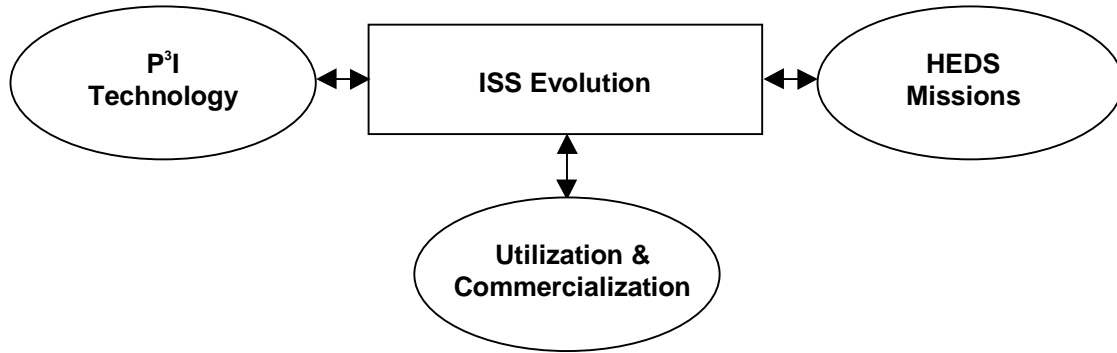 P³I
Technology
ISS Evolution
HEDS
Missions
Utilization &
Commercialization